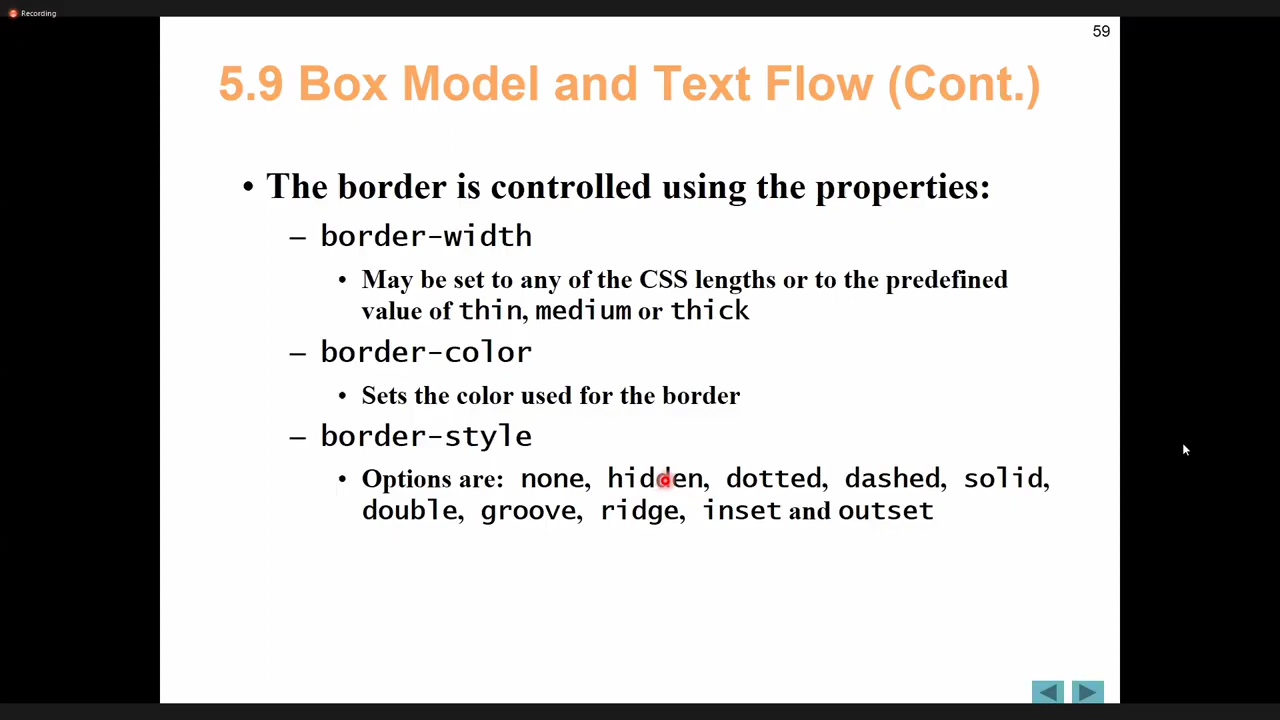 Recording
59
5.9 Box Model and Text Flow (Cont.)
• The border is controlled using the properties:
– border-width
• May be set to any of the CSS lengths or to the predefined
value of thin, medium or thick
– border-color
• Sets the color used for the border
– border-style
• Options are: none, hidden, dotted, dashed, solid,
double, groove, ridge, inset and outset